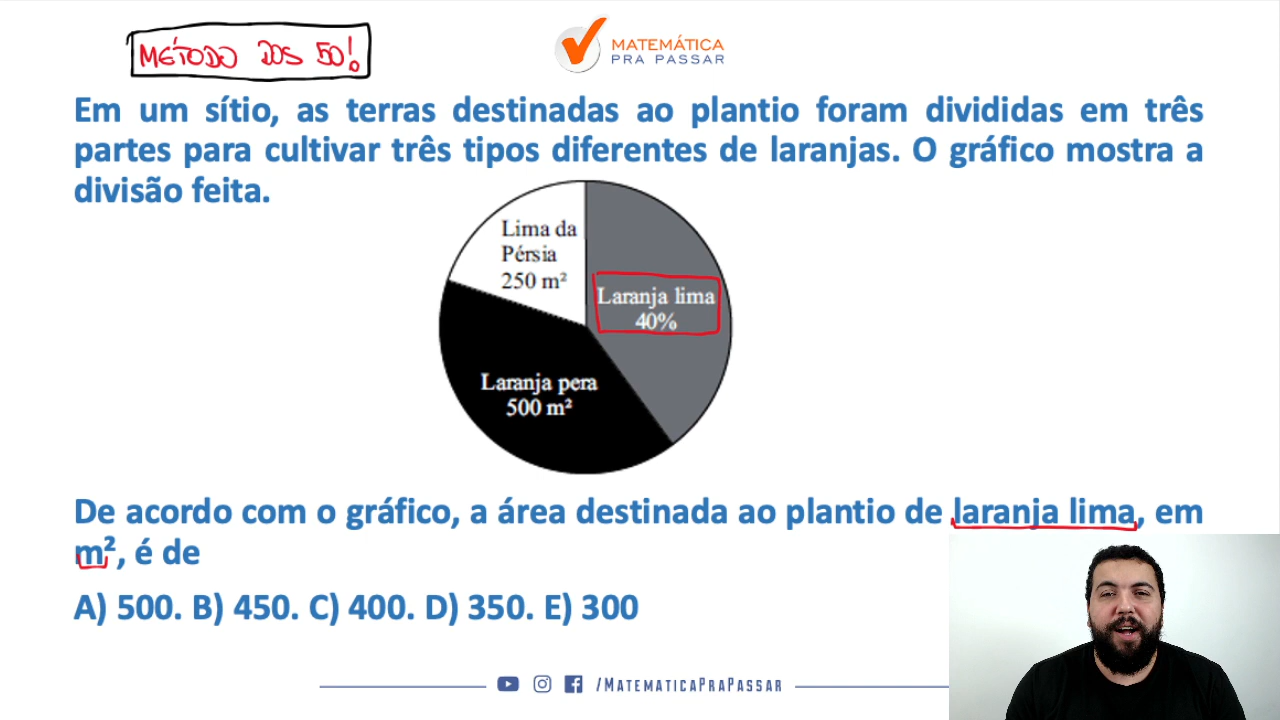 MÉTODO DOS 50!
MATEMÁTICA
PRA PASSAR
Em um sítio, as terras destinadas ao plantio foram divididas em três
partes para cultivar três tipos diferentes de laranjas. O gráfico mostra a
divisão feita.
Lima da
Pérsia
250 m²
Laranja lima
40%
Laranja pera
500 m²
De acordo com o gráfico, a área destinada ao plantio de laranja lima, em
m², é de
A) 500. B) 450. C) 400. D) 350. E) 300
/MATEMATICAPRAPASSAR